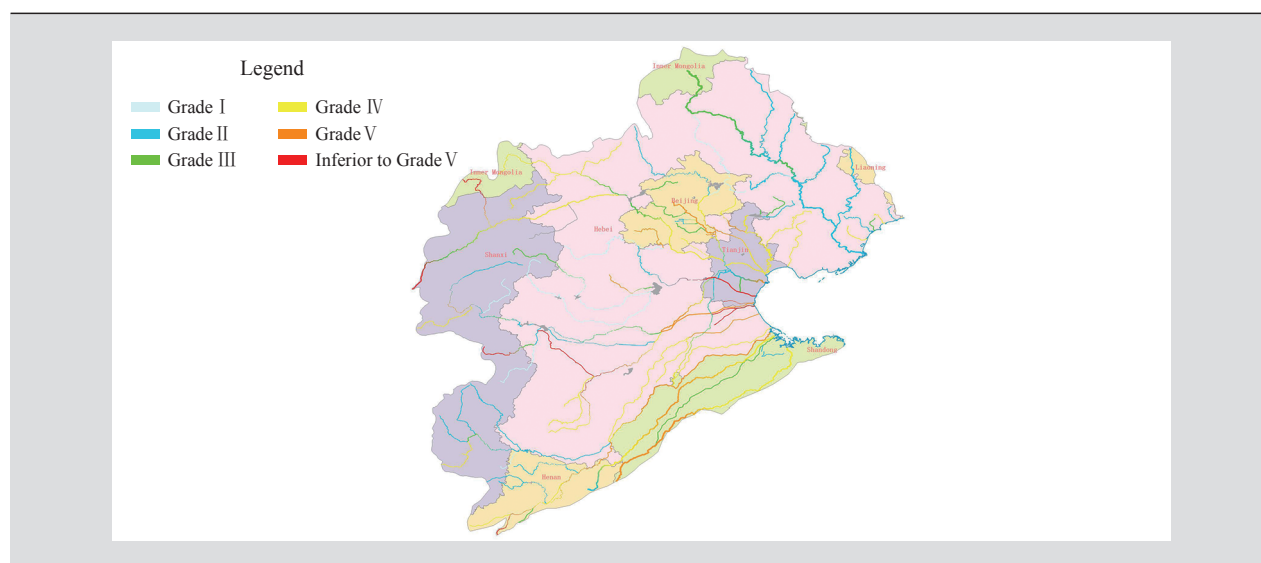 Legend
Grade Ⅰ
Grade Ⅱ
Grade Ⅲ
Grade Ⅳ
Grade Ⅴ
Inferior to Grade Ⅴ
Inner Mongolia
Inner Mongolia
Liaoning
Beijing
Hebei
Tianjin
Shanxi
Shandong
Henan